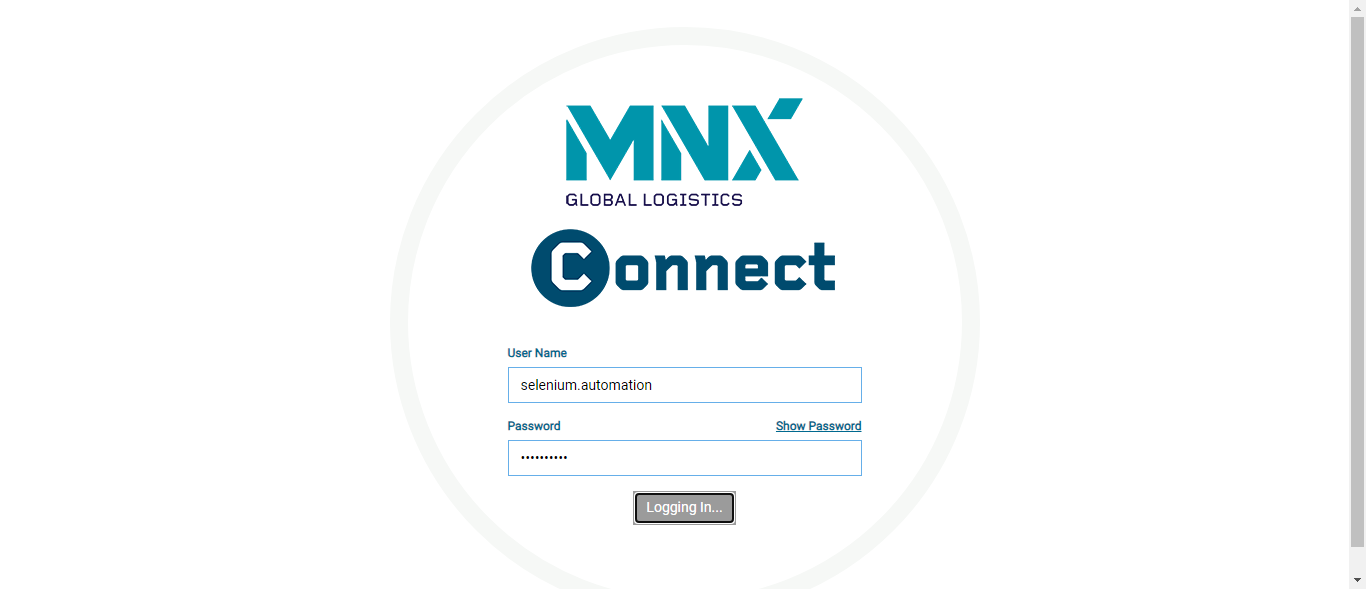 MNX
GLOBAL LOGISTICS
Connect
User Name
selenium.automation
Password Show Password
••••••••••
Logging In...